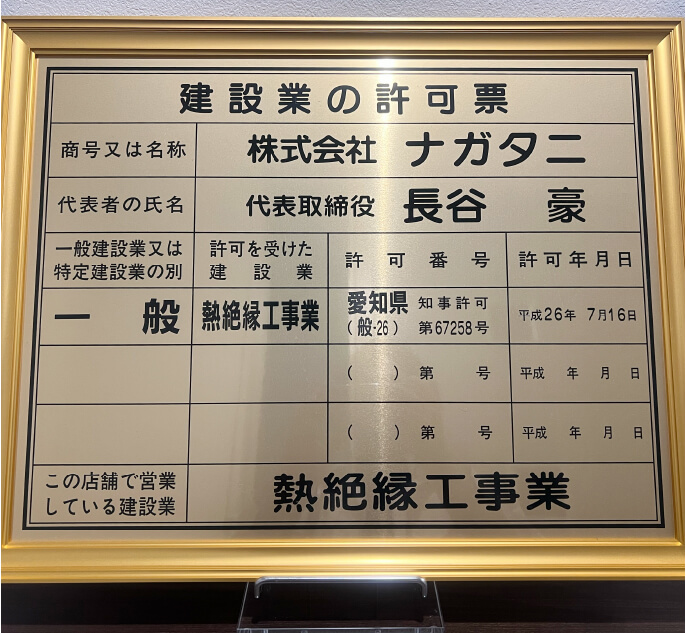 建設業の許可票
商号又は名称 株式会社 ナガタニ
代表者の氏名 代表取締役 長谷 豪
一般建設業又は
特定建設業の別
許可を受けた
建設業
許可番号
許可年月日
一般
熱絶縁工事業
愛知県 知事許可
(般-26) 第67258号
平成26年 7月16日
( ) 第 号 平成 年 月 日
( ) 第 号 平成 年 月 日
この店舗で営業
している建設業
熱絶縁工事業